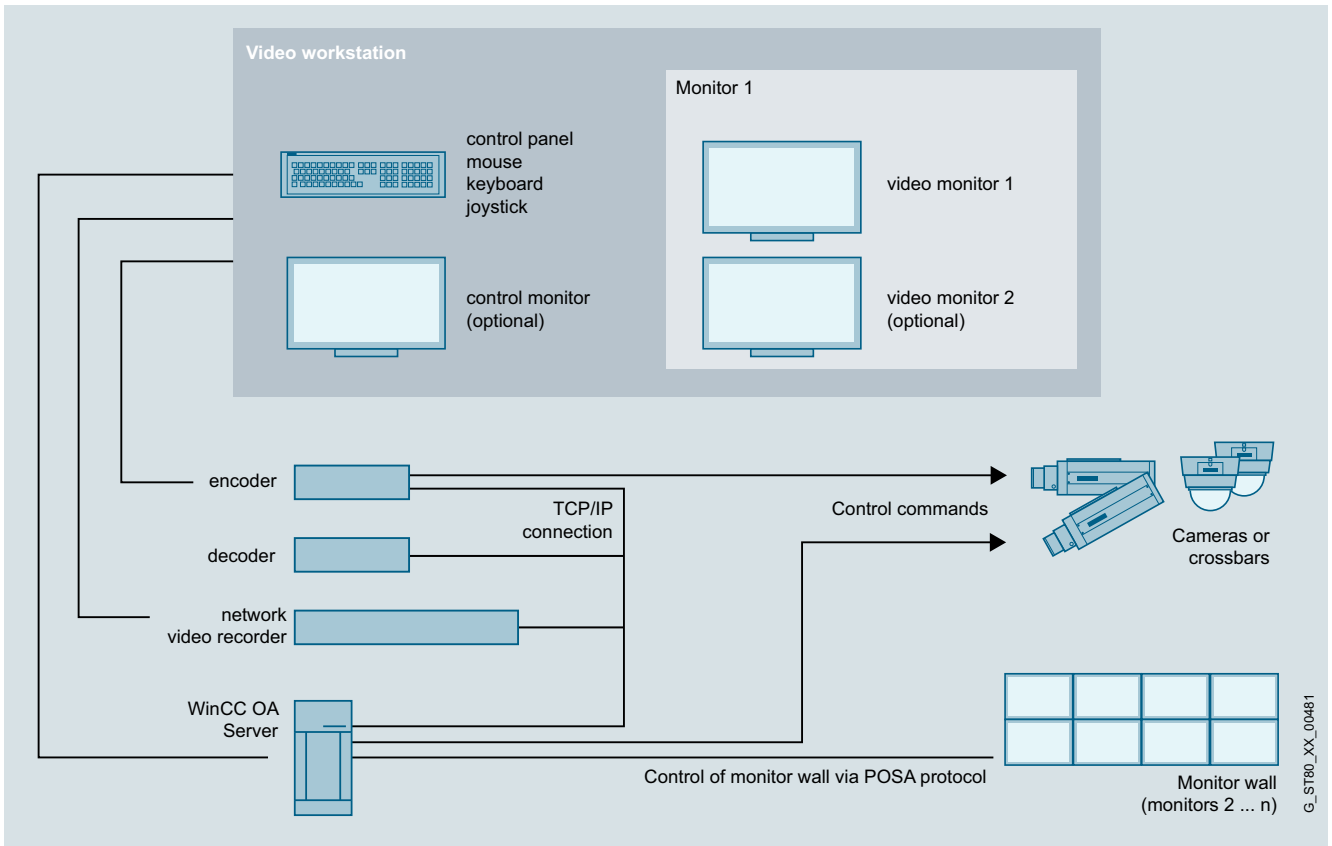 Video workstation
Monitor 1
control panel
mouse
keyboard
joystick
video monitor 1
control monitor
(optional)
video monitor 2
(optional)
encoder
TCP/IP
connection
Control commands
decoder
Cameras or
crossbars
network
video recorder
WinCC OA
Server
Control of monitor wall via POSA protocol
Monitor wall
(monitors 2 ... n)
G_ST80_XX_00481